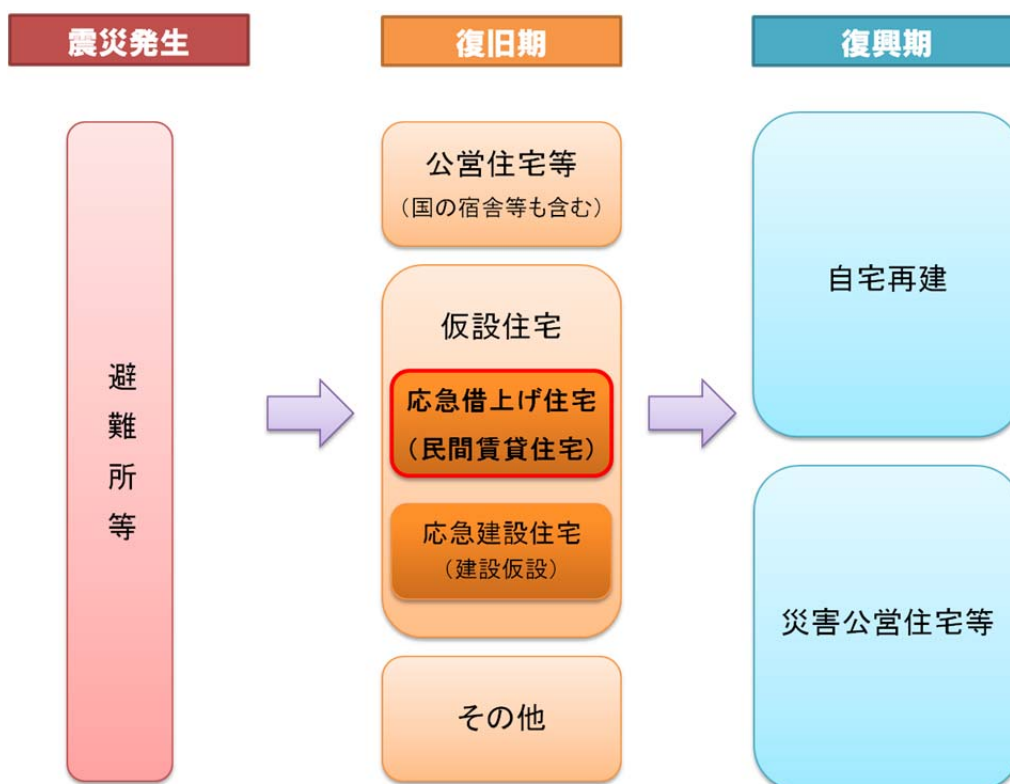 震災発生
復旧期
復興期
避難所等
公営住宅等
（国の宿舎等も含む）
仮設住宅
応急借上げ住宅
（民間賃貸住宅）
応急建設住宅
（建設仮設）
その他
自宅再建
災害公営住宅等